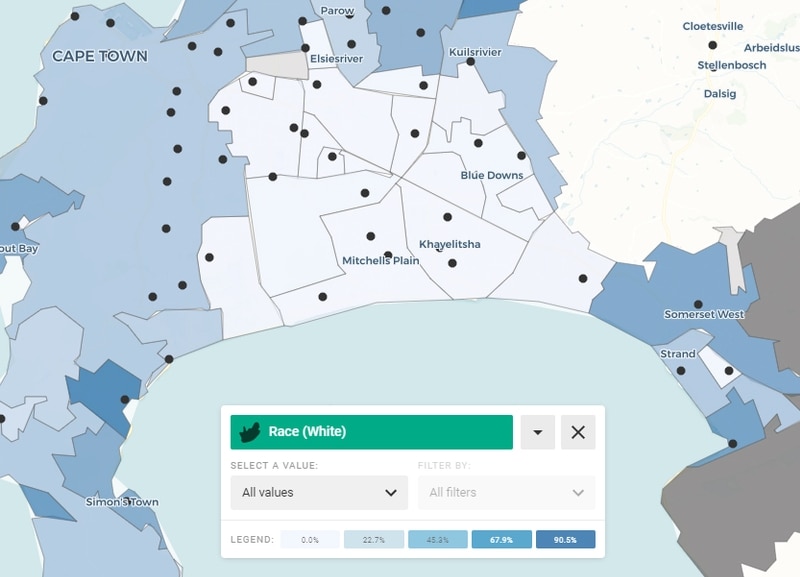 Parow
Cloetesville
CAPE TOWN
Elsiesriver
Kuilsrivier
Arbeidslus
Stellenbosch
Dalsig
Blue Downs
out Bay
Khayelitsha
Mitchells Plain
Somerset West
Strand
Simon's Town
Race (White)
SELECT A VALUE:
FILTER BY:
All values
All filters
LEGEND:
0.0%
22.7%
45.3%
67.9%
90.5%